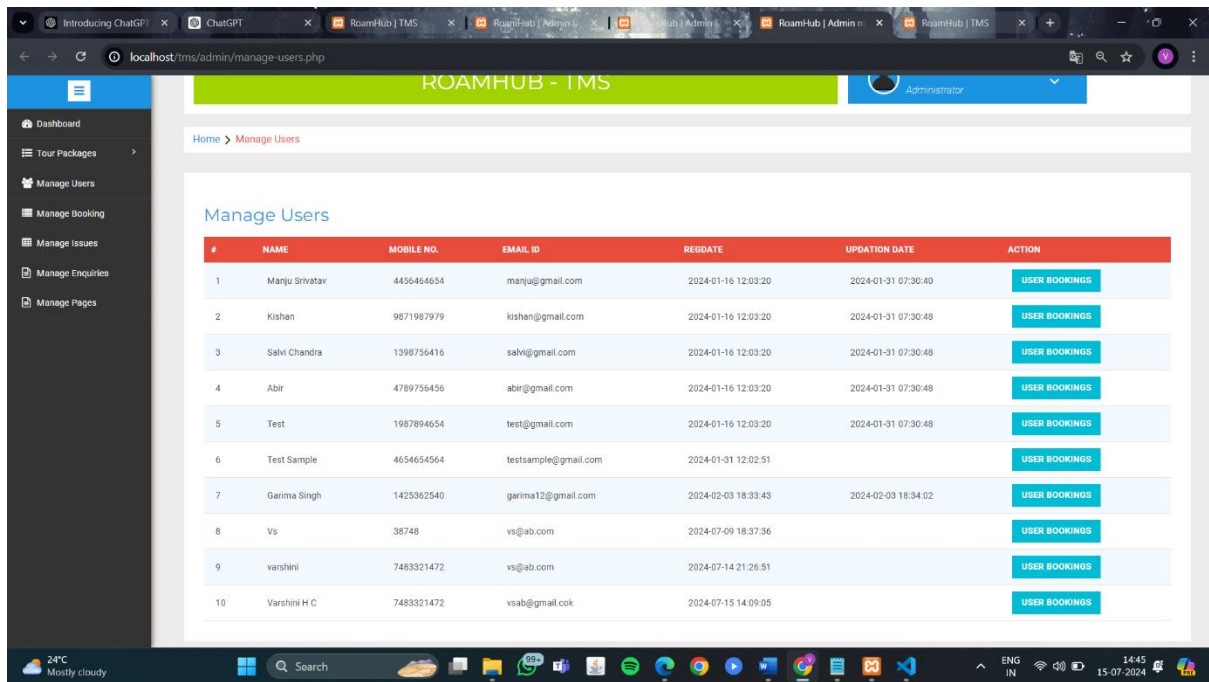 Introducing ChatGPT
ChatGPT
RoamHub | TMS
RoamHub | Admin
Hub | Admin
RoamHub | Admin m
RoamHub | TMS
localhost/tms/admin/manage-users.php
V
ROAMHUB - TMS
Administrator
Dashboard
Tour Packages
Manage Users
Manage Booking
Manage Issues
Manage Enquiries
Manage Pages
Home > Manage Users
Manage Users
# NAME MOBILE NO. EMAIL ID REGDATE UPDATION DATE ACTION
1 Manju Srivatav 4456464654 manju@gmail.com 2024-01-16 12:03:20 2024-01-31 07:30:40 USER BOOKINGS
2 Kishan 9871987979 kishan@gmail.com 2024-01-16 12:03:20 2024-01-31 07:30:48 USER BOOKINGS
3 Salvi Chandra 1398756416 salvi@gmail.com 2024-01-16 12:03:20 2024-01-31 07:30:48 USER BOOKINGS
4 Abir 4789756456 abir@gmail.com 2024-01-16 12:03:20 2024-01-31 07:30:48 USER BOOKINGS
5 Test 1987894654 test@gmail.com 2024-01-16 12:03:20 2024-01-31 07:30:48 USER BOOKINGS
6 Test Sample 4654654564 testsample@gmail.com 2024-01-31 12:02:51 USER BOOKINGS
7 Garima Singh 1425362540 garima12@gmail.com 2024-02-03 18:33:43 2024-02-03 18:34:02 USER BOOKINGS
8 Vs 38748 vs@ab.com 2024-07-09 18:37:36 USER BOOKINGS
9 varshini 7483321472 vs@ab.com 2024-07-14 21:26:51 USER BOOKINGS
10 Varshini H C 7483321472 vsab@gmail.cok 2024-07-15 14:09:05 USER BOOKINGS
24°C
Mostly cloudy
Search
99+
ENG
IN
14:45
15-07-2024